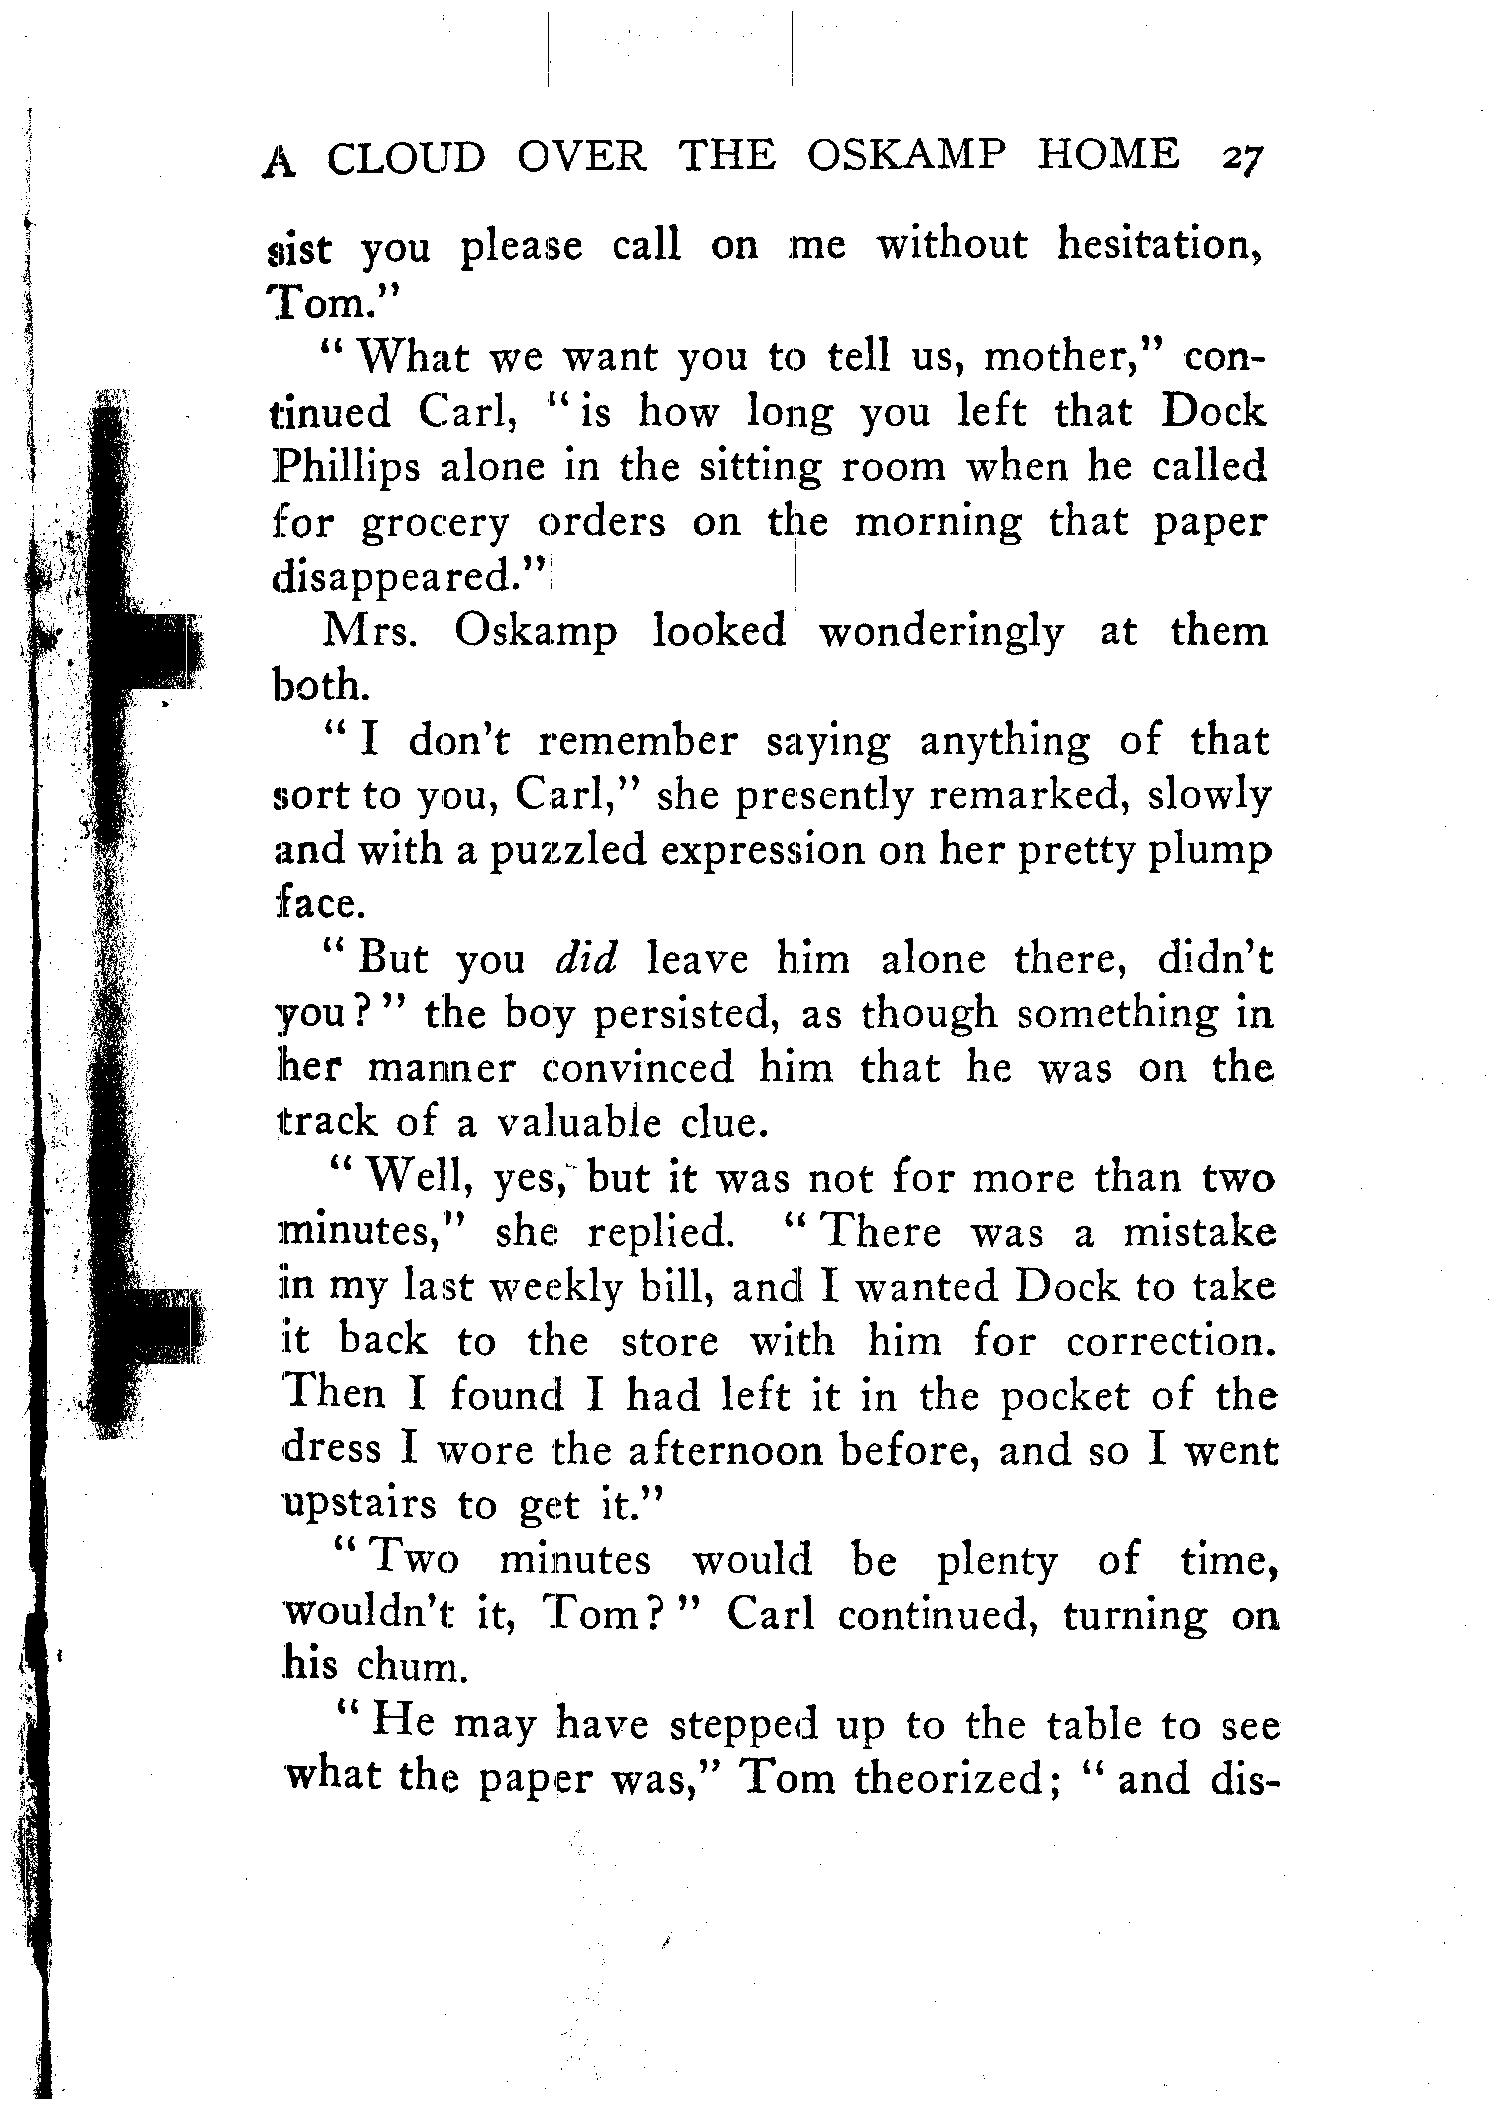 A CLOUD OVER THE OSKAMP HOME 27
sist you please call on me without hesitation,
Tom."
" What we want you to tell us, mother," con-
tinued Carl, " is how long you left that Dock
Phillips alone in the sitting room when he called
for grocery orders on the morning that paper
disappeared."
Mrs. Oskamp looked wonderingly at them
both.
" I don't remember saying anything of that
sort to you, Carl," she presently remarked, slowly
and with a puzzled expression on her pretty plump
face.
" But you did leave him alone there, didn't
you? " the boy persisted, as though something in
her manner convinced him that he was on the
track of a valuable clue.
" Well, yes, but it was not for more than two
minutes," she replied. " There was a mistake
in my last weekly bill, and I wanted Dock to take
it back to the store with him for correction.
Then I found I had left it in the pocket of the
dress I wore the afternoon before, and so I went
upstairs to get it."
" Two minutes would be plenty of time,
wouldn't it, Tom? " Carl continued, turning on
his chum.
" He may have stepped up to the table to see
what the paper was," Tom theorized; " and dis-